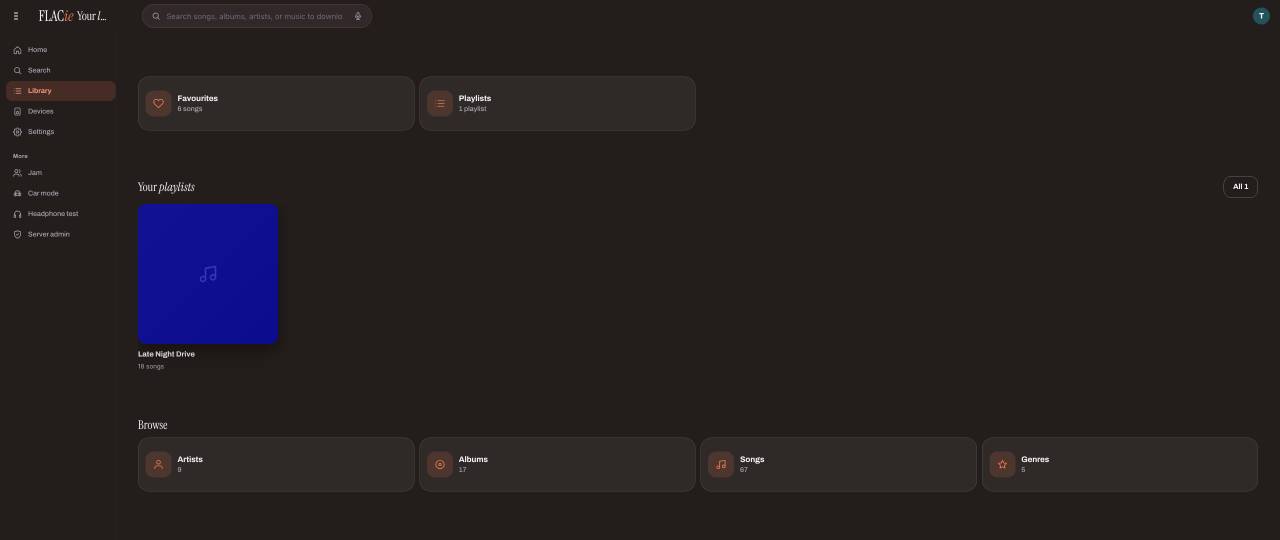 FLACie Your l...
Search songs, albums, artists, or music to downlo
T
Home
Search
Library
Devices
Settings
More
Jam
Car mode
Headphone test
Server admin
Favourites
6 songs
Playlists
1 playlist
Your playlists
All 1
Late Night Drive
18 songs
Browse
Artists
9
Albums
17
Songs
67
Genres
5